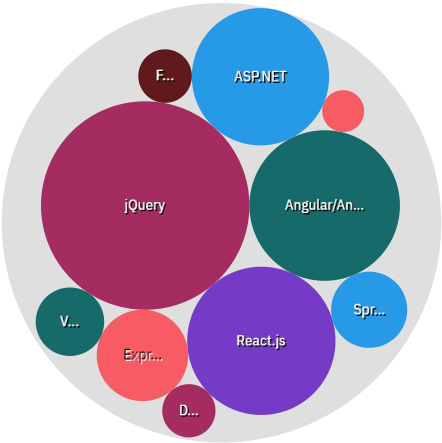 F...
ASP.NET
jQuery
Angular/An...
Spr...
V...
React.js
Expr...
D...